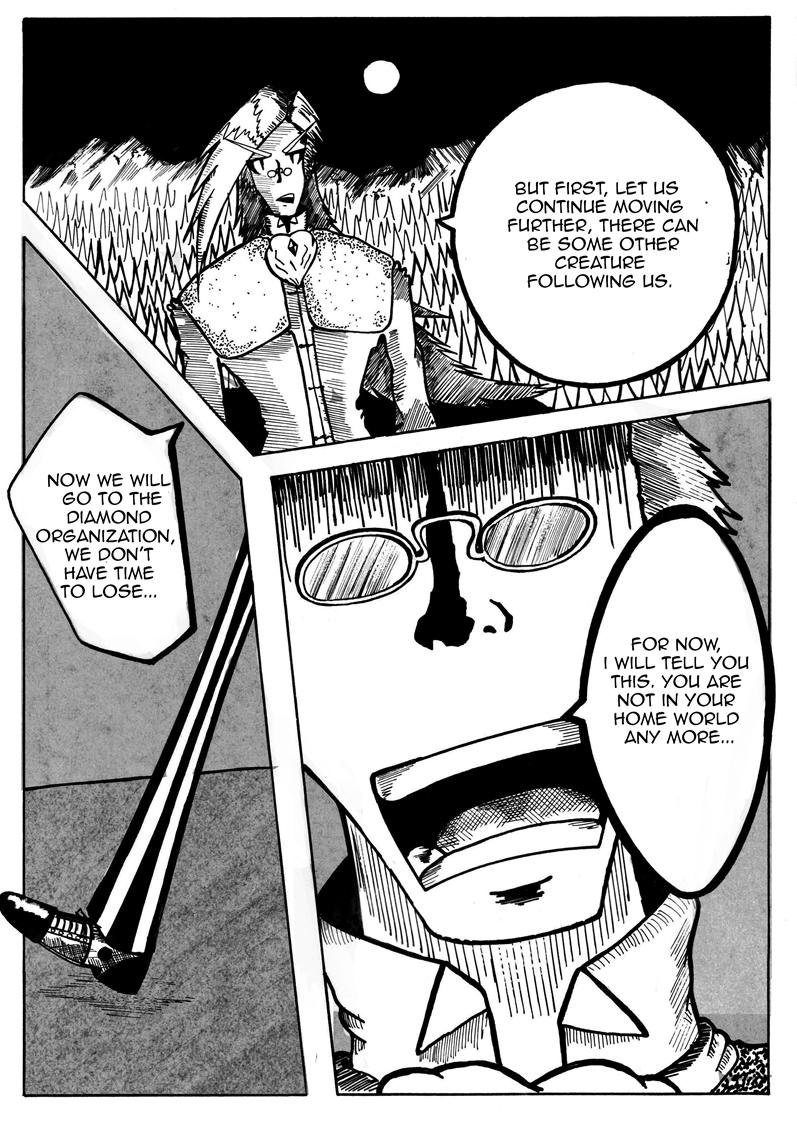 BUT FIRST, LET US
CONTINUE MOVING
FURTHER, THERE CAN
BE SOME OTHER
CREATURE
FOLLOWING US.
NOW WE WILL
GO TO THE
DIAMOND
ORGANIZATION,
WE DON'T
HAVE TIME
TO LOSE...
FOR NOW,
I WILL TELL YOU
THIS. YOU ARE
NOT IN YOUR
HOME WORLD
ANY MORE...